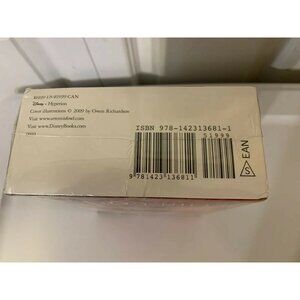 Disney • Hyperion
Cover illustrations © 2009 by Owen Richardson
Visit www.DisneyBooks.com
ISBN 978-142313681-1
51999
EAN
S
9 781423 136811